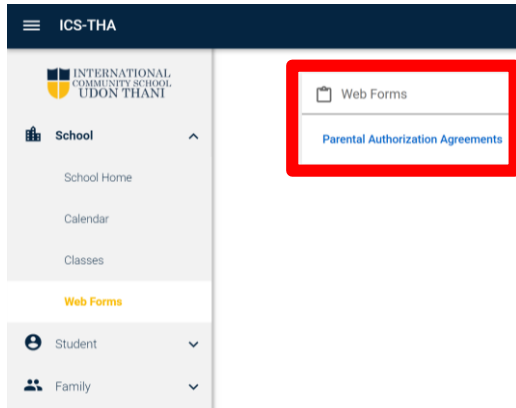 ICS-THA
INTERNATIONAL
COMMUNITY SCHOOL
UDON THANI
School
School Home
Calendar
Classes
Web Forms
Student
Family
Web Forms
Parental Authorization Agreements